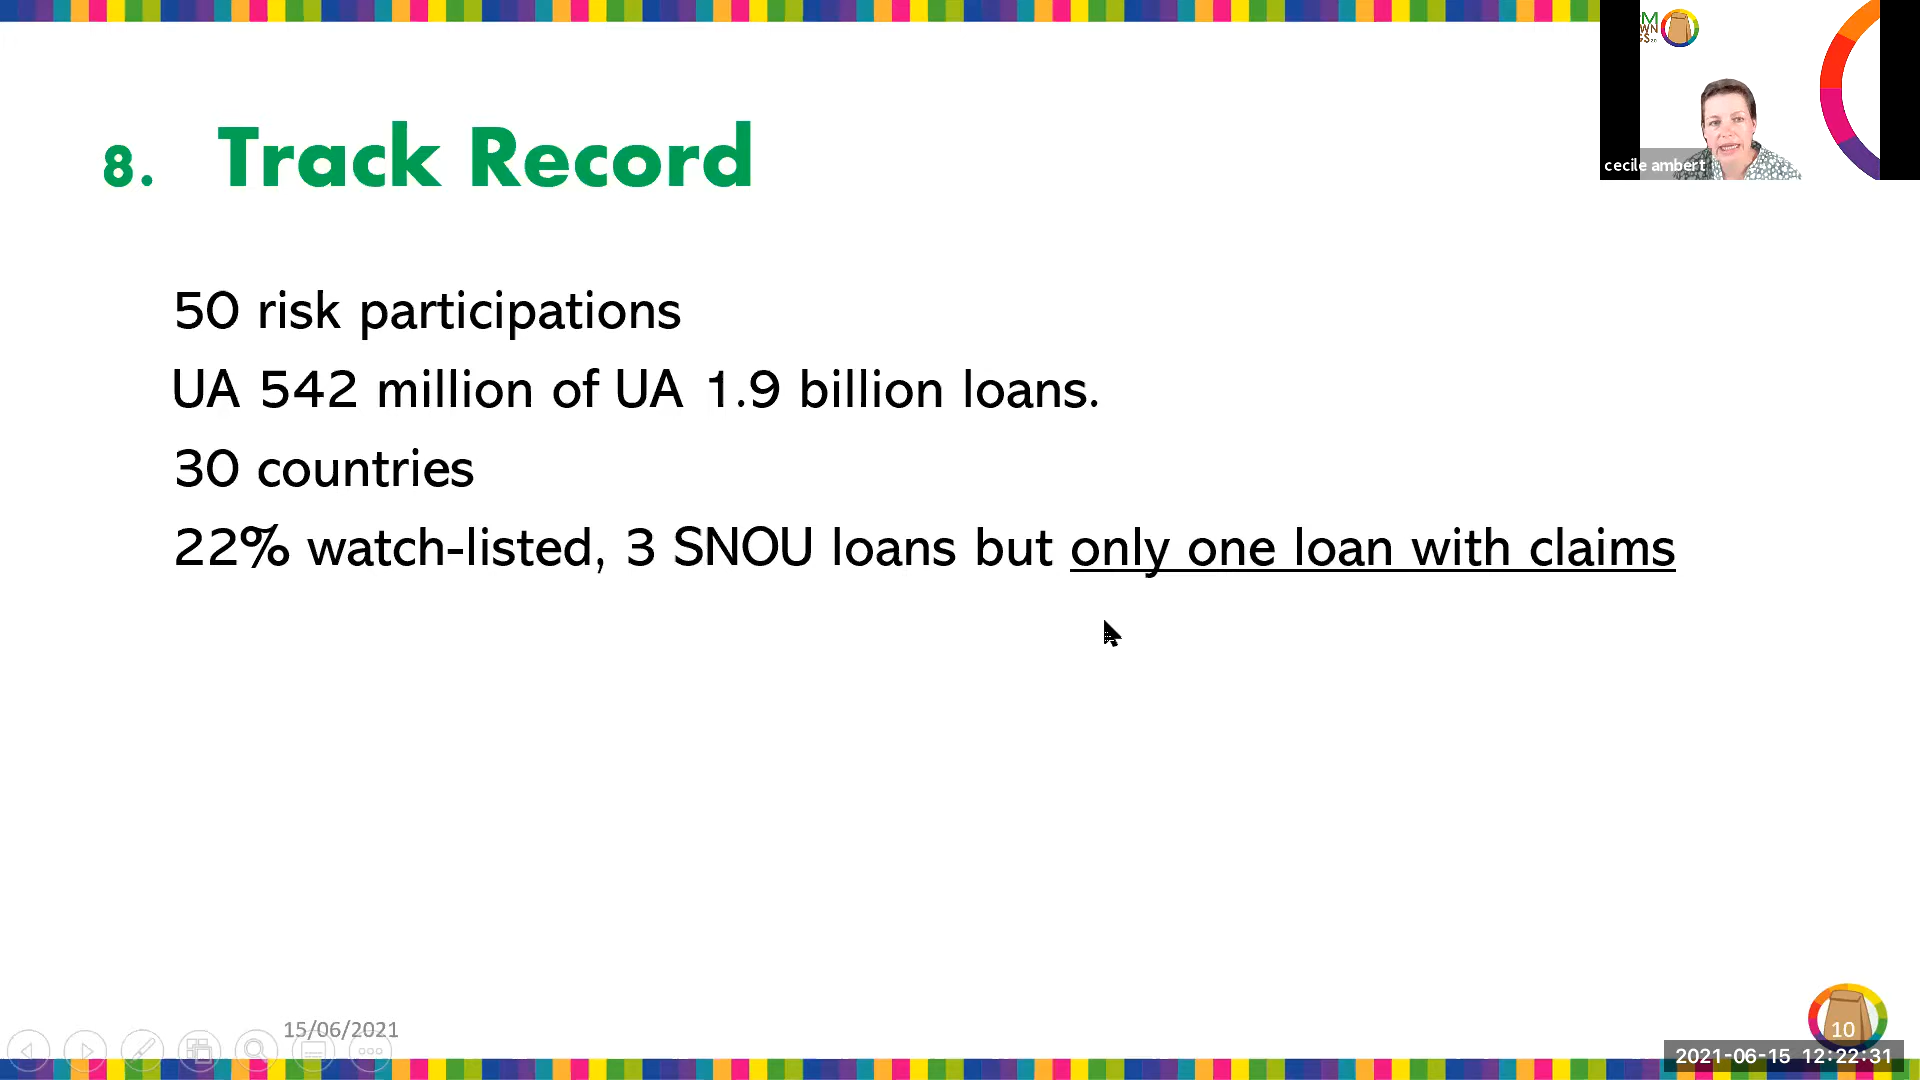 8. Track Record
cecile ambert
50 risk participations
UA 542 million of UA 1.9 billion loans.
30 countries
22% watch-listed, 3 SNOU loans but only one loan with claims
15/06/2021
10
2021-06-15 12:22:31